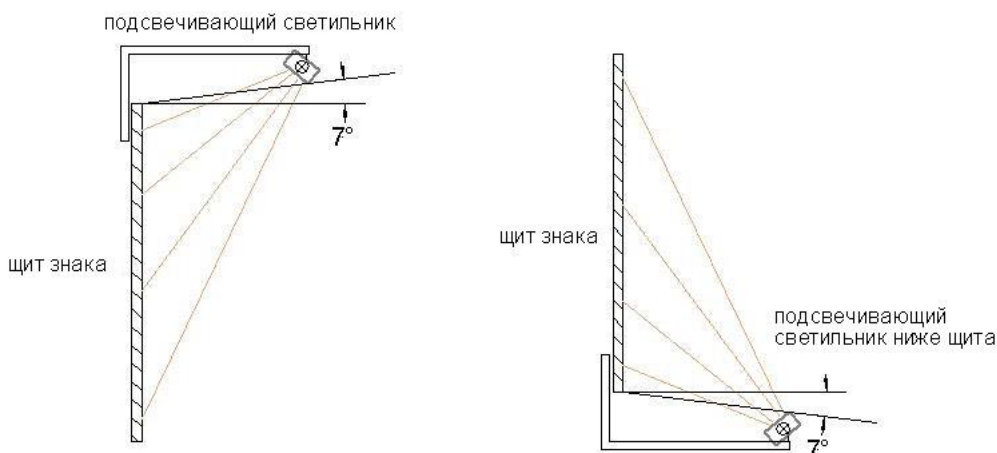 подсвечивающий светильник
7°
щит знака
щит знака
подсвечивающий
светильник ниже щита
7°